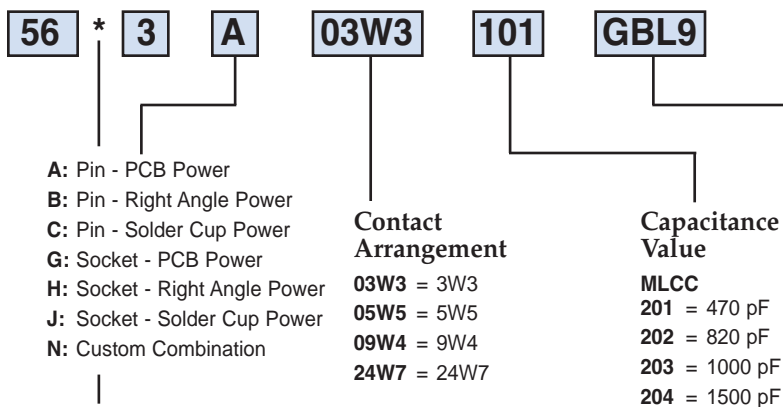 56 * 3 A 03W3 101 GBL9
A: Pin - PCB Power
B: Pin - Right Angle Power
C: Pin - Solder Cup Power
G: Socket - PCB Power
H: Socket - Right Angle Power
J: Socket - Solder Cup Power
N: Custom Combination
Contact
Arrangement
03W3 = 3W3
05W5 = 5W5
09W4 = 9W4
24W7 = 24W7
Capacitance
Value
MLCC
201 = 470 pF
202 = 820 pF
203 = 1000 pF
204 = 1500 pF